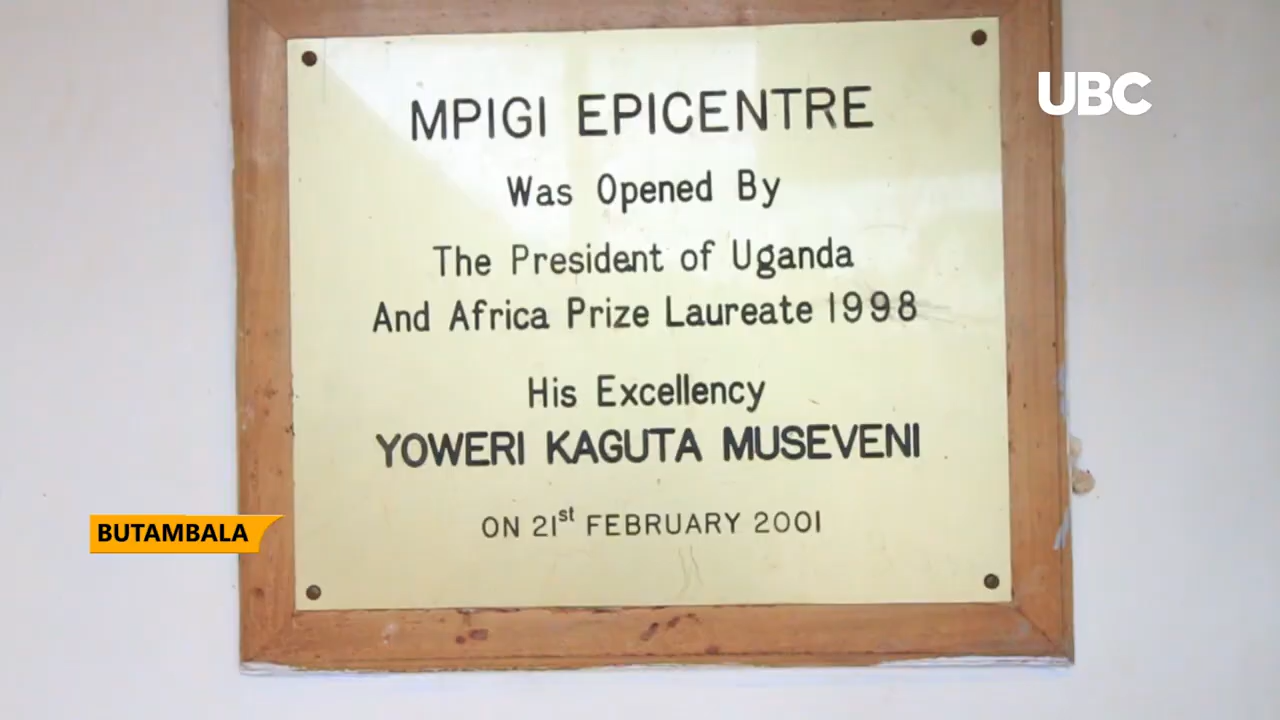 UBC
MPIGI EPICENTRE
Was Opened By
The President of Uganda
And Africa Prize Laureate 1998
His Excellency
YOWERI KAGUTA MUSEVENI
ON 21st FEBRUARY 2001
BUTAMBALA